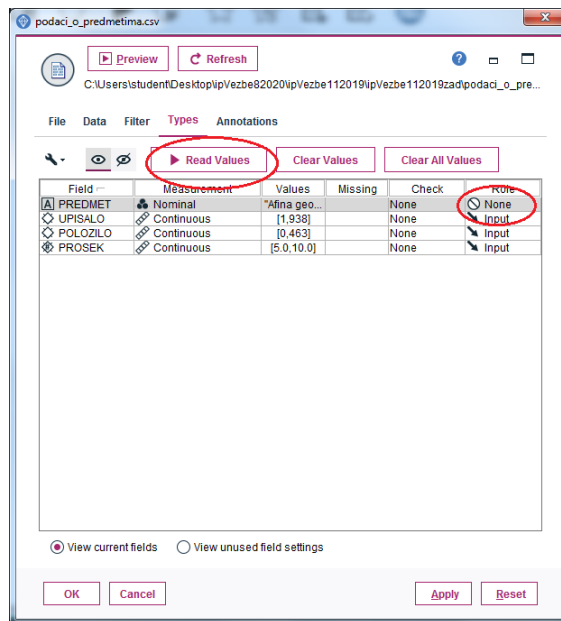 podaci_o_predmetima.csv
Preview Refresh
C:\Users\student\Desktop\ipVezbe82020\ipVezbe112019\ipVezbe112019zad\podaci_o_pre...
File Data Filter Types Annotations
Read Values Clear Values Clear All Values
Field Measurement Values Missing Check Role
A PREDMET Nominal "Afina geo... None None
UPISALO Continuous [1,938] None Input
POLOZILO Continuous [0,463] None Input
PROSEK Continuous [5.0,10.0] None Input
View current fields View unused field settings
OK Cancel Apply Reset